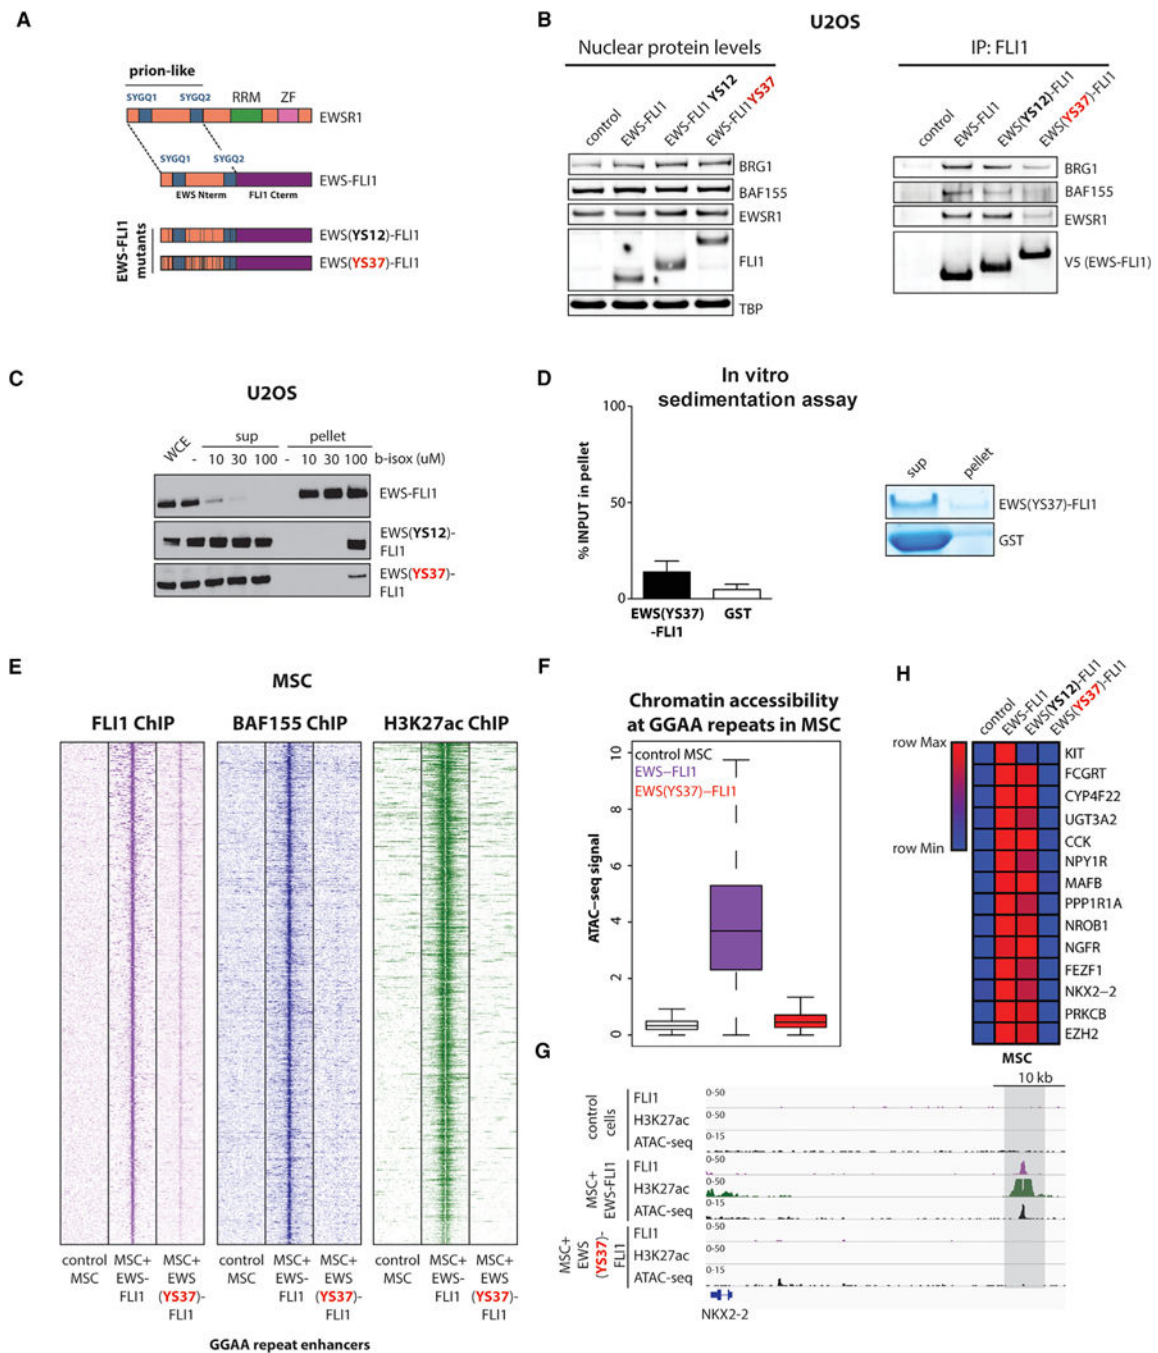 A
prion-like
SYGQ1 SYGQ2 RRM ZF
EWSR1
SYGQ1 SYGQ2
EWS-FLI1
EWS Nterm FLI1 Cterm
EWS-FLI1 mutants
EWS(YS12)-FLI1
EWS(YS37)-FLI1
B
U2OS
Nuclear protein levels
control
EWS-FLI1
EWS-FLI1 YS12
EWS-FLI1 YS37
BRG1
BAF155
EWSR1
FLI1
TBP
IP: FLI1
control
EWS-FLI1
EWS(YS12)-FLI1
EWS(YS37)-FLI1
BRG1
BAF155
EWSR1
V5 (EWS-FLI1)
C
U2OS
WCE sup pellet
- 10 30 100 - 10 30 100 b-isox (uM)
EWS-FLI1
EWS(YS12)-
FLI1
EWS(YS37)-
FLI1
D
In vitro
sedimentation assay
% INPUT in pellet
100
50
0
EWS(YS37)
-FLI1
GST
sup pellet
EWS(YS37)-FLI1
GST
E
MSC
FLI1 ChIP BAF155 ChIP H3K27ac ChIP
control
MSC
MSC+
EWS-
FLI1
MSC+
EWS
(YS37)-
FLI1
control
MSC
MSC+
EWS-
FLI1
MSC+
EWS
(YS37)-
FLI1
control
MSC
MSC+
EWS-
FLI1
MSC+
EWS
(YS37)-
FLI1
GGAA repeat enhancers
F
Chromatin accessibility
at GGAA repeats in MSC
ATAC-seq signal
10
8
6
4
2
0
control MSC
EWS-FLI1
EWS(YS37)-FLI1
H
control
EWS-FLI1
EWS(YS12)-FLI1
EWS(YS37)-FLI1
row Max
row Min
KIT
FCGRT
CYP4F22
UGT3A2
CCK
NPY1R
MAFB
PPP1R1A
NROB1
NGFR
FEZF1
NKX2-2
PRKCB
EZH2
MSC
G
10 kb
control
cells
FLI1 0-50
H3K27ac 0-50
ATAC-seq 0-15
MSC+
EWS-FLI1
FLI1 0-50
H3K27ac 0-50
ATAC-seq 0-15
MSC+
EWS
(YS37)-
FLI1
FLI1 0-50
H3K27ac 0-50
ATAC-seq 0-15
NKX2-2